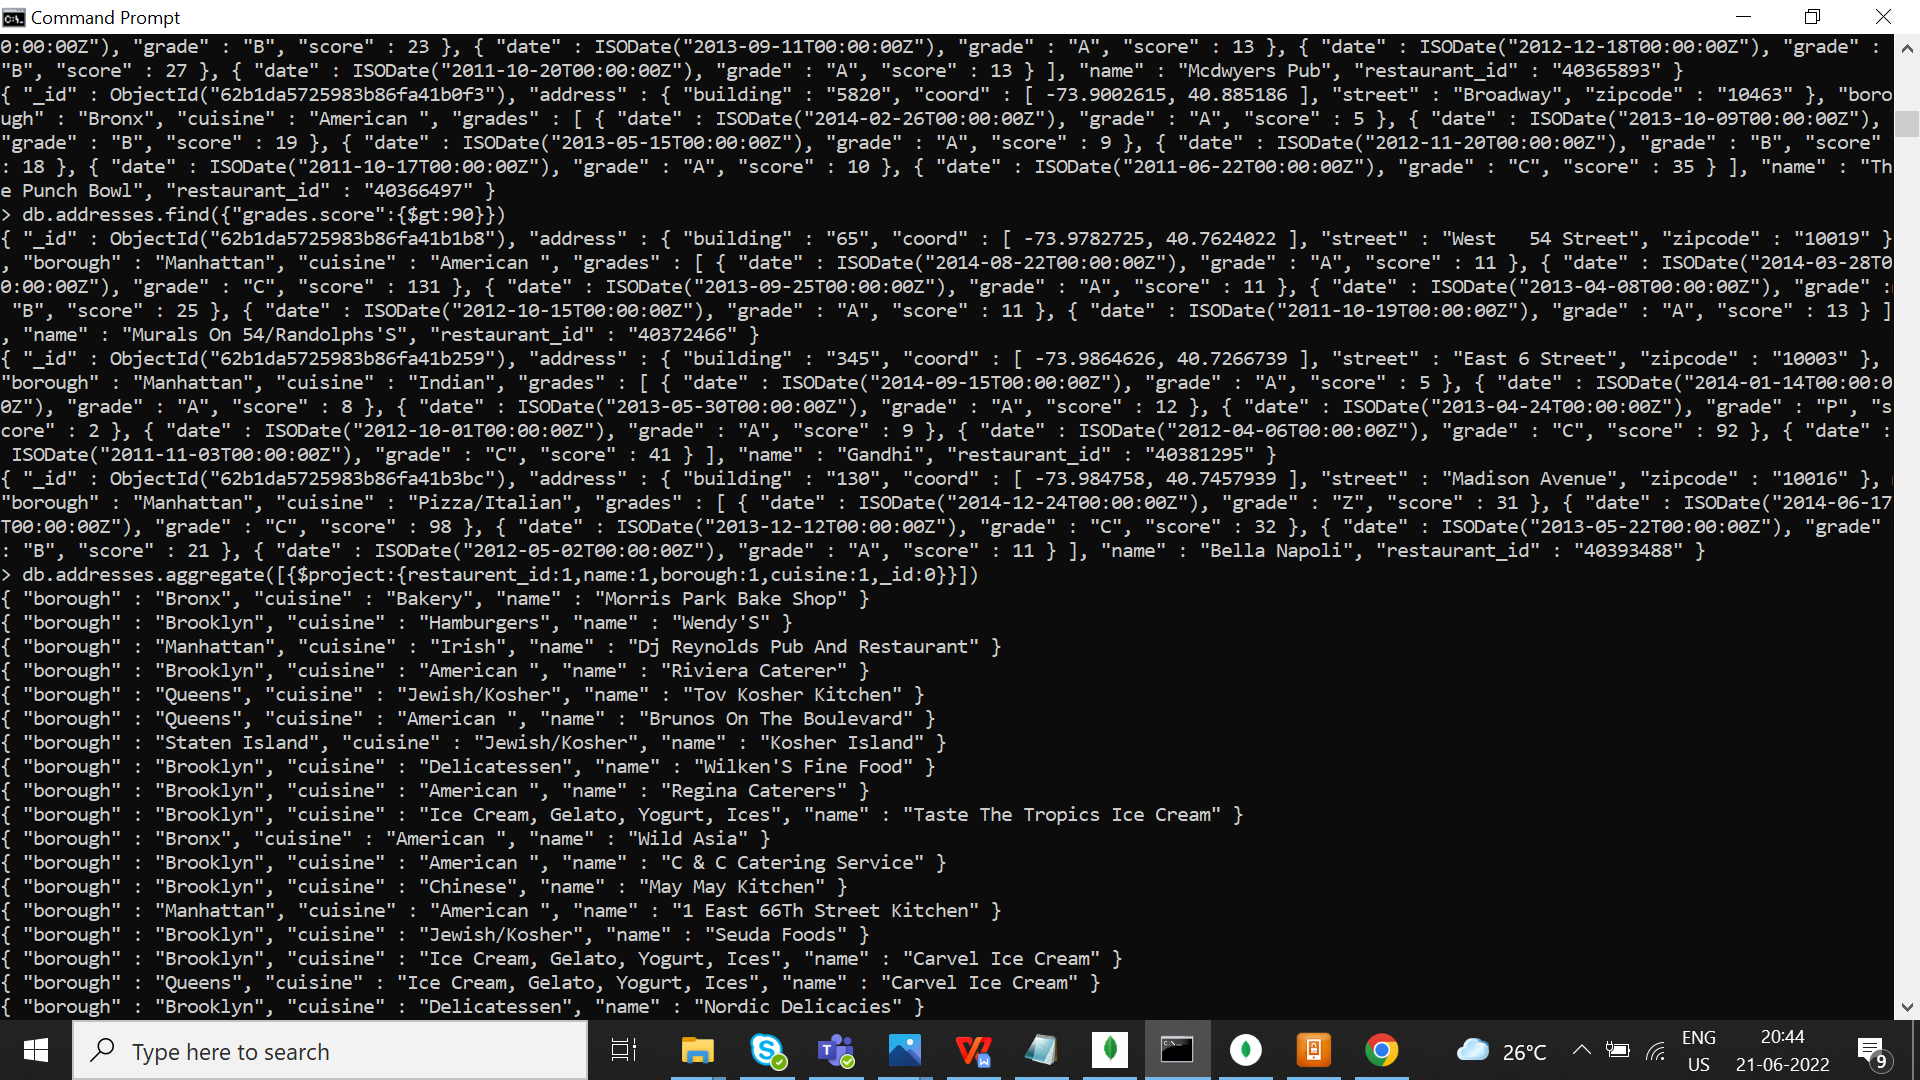 Command Prompt
0:00:00Z"), "grade" : "B", "score" : 23 }, { "date" : ISODate("2013-09-11T00:00:00Z"), "grade" : "A", "score" : 13 }, { "date" : ISODate("2012-12-18T00:00:00Z"), "grade" :
"B", "score" : 27 }, { "date" : ISODate("2011-10-20T00:00:00Z"), "grade" : "A", "score" : 13 } ], "name" : "Mcdwyers Pub", "restaurant_id" : "40365893" }
{ "_id" : ObjectId("62b1da5725983b86fa41b0f3"), "address" : { "building" : "5820", "coord" : [ -73.9002615, 40.885186 ], "street" : "Broadway", "zipcode" : "10463" }, "boro
ugh" : "Bronx", "cuisine" : "American ", "grades" : [ { "date" : ISODate("2014-02-26T00:00:00Z"), "grade" : "A", "score" : 5 }, { "date" : ISODate("2013-10-09T00:00:00Z"),
"grade" : "B", "score" : 19 }, { "date" : ISODate("2013-05-15T00:00:00Z"), "grade" : "A", "score" : 9 }, { "date" : ISODate("2012-11-20T00:00:00Z"), "grade" : "B", "score"
: 18 }, { "date" : ISODate("2011-10-17T00:00:00Z"), "grade" : "A", "score" : 10 }, { "date" : ISODate("2011-06-22T00:00:00Z"), "grade" : "C", "score" : 35 } ], "name" : "Th
e Punch Bowl", "restaurant_id" : "40366497" }
> db.addresses.find({"grades.score":{$gt:90}})
{ "_id" : ObjectId("62b1da5725983b86fa41b1b8"), "address" : { "building" : "65", "coord" : [ -73.9782725, 40.7624022 ], "street" : "West   54 Street", "zipcode" : "10019" }
, "borough" : "Manhattan", "cuisine" : "American ", "grades" : [ { "date" : ISODate("2014-08-22T00:00:00Z"), "grade" : "A", "score" : 11 }, { "date" : ISODate("2014-03-28T0
0:00:00Z"), "grade" : "C", "score" : 131 }, { "date" : ISODate("2013-09-25T00:00:00Z"), "grade" : "A", "score" : 11 }, { "date" : ISODate("2013-04-08T00:00:00Z"), "grade" :
"B", "score" : 25 }, { "date" : ISODate("2012-10-15T00:00:00Z"), "grade" : "A", "score" : 11 }, { "date" : ISODate("2011-10-19T00:00:00Z"), "grade" : "A", "score" : 13 } ]
, "name" : "Murals On 54/Randolphs'S", "restaurant_id" : "40372466" }
{ "_id" : ObjectId("62b1da5725983b86fa41b259"), "address" : { "building" : "345", "coord" : [ -73.9864626, 40.7266739 ], "street" : "East 6 Street", "zipcode" : "10003" },
"borough" : "Manhattan", "cuisine" : "Indian", "grades" : [ { "date" : ISODate("2014-09-15T00:00:00Z"), "grade" : "A", "score" : 5 }, { "date" : ISODate("2014-01-14T00:00:0
0Z"), "grade" : "A", "score" : 8 }, { "date" : ISODate("2013-05-30T00:00:00Z"), "grade" : "A", "score" : 12 }, { "date" : ISODate("2013-04-24T00:00:00Z"), "grade" : "P", "s
core" : 2 }, { "date" : ISODate("2012-10-01T00:00:00Z"), "grade" : "A", "score" : 9 }, { "date" : ISODate("2012-04-06T00:00:00Z"), "grade" : "C", "score" : 92 }, { "date" :
ISODate("2011-11-03T00:00:00Z"), "grade" : "C", "score" : 41 } ], "name" : "Gandhi", "restaurant_id" : "40381295" }
{ "_id" : ObjectId("62b1da5725983b86fa41b3bc"), "address" : { "building" : "130", "coord" : [ -73.984758, 40.7457939 ], "street" : "Madison Avenue", "zipcode" : "10016" },
"borough" : "Manhattan", "cuisine" : "Pizza/Italian", "grades" : [ { "date" : ISODate("2014-12-24T00:00:00Z"), "grade" : "Z", "score" : 31 }, { "date" : ISODate("2014-06-17
T00:00:00Z"), "grade" : "C", "score" : 98 }, { "date" : ISODate("2013-12-12T00:00:00Z"), "grade" : "C", "score" : 32 }, { "date" : ISODate("2013-05-22T00:00:00Z"), "grade"
: "B", "score" : 21 }, { "date" : ISODate("2012-05-02T00:00:00Z"), "grade" : "A", "score" : 11 } ], "name" : "Bella Napoli", "restaurant_id" : "40393488" }
> db.addresses.aggregate([{$project:{restaurent_id:1,name:1,borough:1,cuisine:1,_id:0}}])
{ "borough" : "Bronx", "cuisine" : "Bakery", "name" : "Morris Park Bake Shop" }
{ "borough" : "Brooklyn", "cuisine" : "Hamburgers", "name" : "Wendy'S" }
{ "borough" : "Manhattan", "cuisine" : "Irish", "name" : "Dj Reynolds Pub And Restaurant" }
{ "borough" : "Brooklyn", "cuisine" : "American ", "name" : "Riviera Caterer" }
{ "borough" : "Queens", "cuisine" : "Jewish/Kosher", "name" : "Tov Kosher Kitchen" }
{ "borough" : "Queens", "cuisine" : "American ", "name" : "Brunos On The Boulevard" }
{ "borough" : "Staten Island", "cuisine" : "Jewish/Kosher", "name" : "Kosher Island" }
{ "borough" : "Brooklyn", "cuisine" : "Delicatessen", "name" : "Wilken'S Fine Food" }
{ "borough" : "Brooklyn", "cuisine" : "American ", "name" : "Regina Caterers" }
{ "borough" : "Brooklyn", "cuisine" : "Ice Cream, Gelato, Yogurt, Ices", "name" : "Taste The Tropics Ice Cream" }
{ "borough" : "Bronx", "cuisine" : "American ", "name" : "Wild Asia" }
{ "borough" : "Brooklyn", "cuisine" : "American ", "name" : "C & C Catering Service" }
{ "borough" : "Brooklyn", "cuisine" : "Chinese", "name" : "May May Kitchen" }
{ "borough" : "Manhattan", "cuisine" : "American ", "name" : "1 East 66Th Street Kitchen" }
{ "borough" : "Brooklyn", "cuisine" : "Jewish/Kosher", "name" : "Seuda Foods" }
{ "borough" : "Brooklyn", "cuisine" : "Ice Cream, Gelato, Yogurt, Ices", "name" : "Carvel Ice Cream" }
{ "borough" : "Queens", "cuisine" : "Ice Cream, Gelato, Yogurt, Ices", "name" : "Carvel Ice Cream" }
{ "borough" : "Brooklyn", "cuisine" : "Delicatessen", "name" : "Nordic Delicacies" }
Type here to search
26°C
ENG
US
20:44
21-06-2022
9